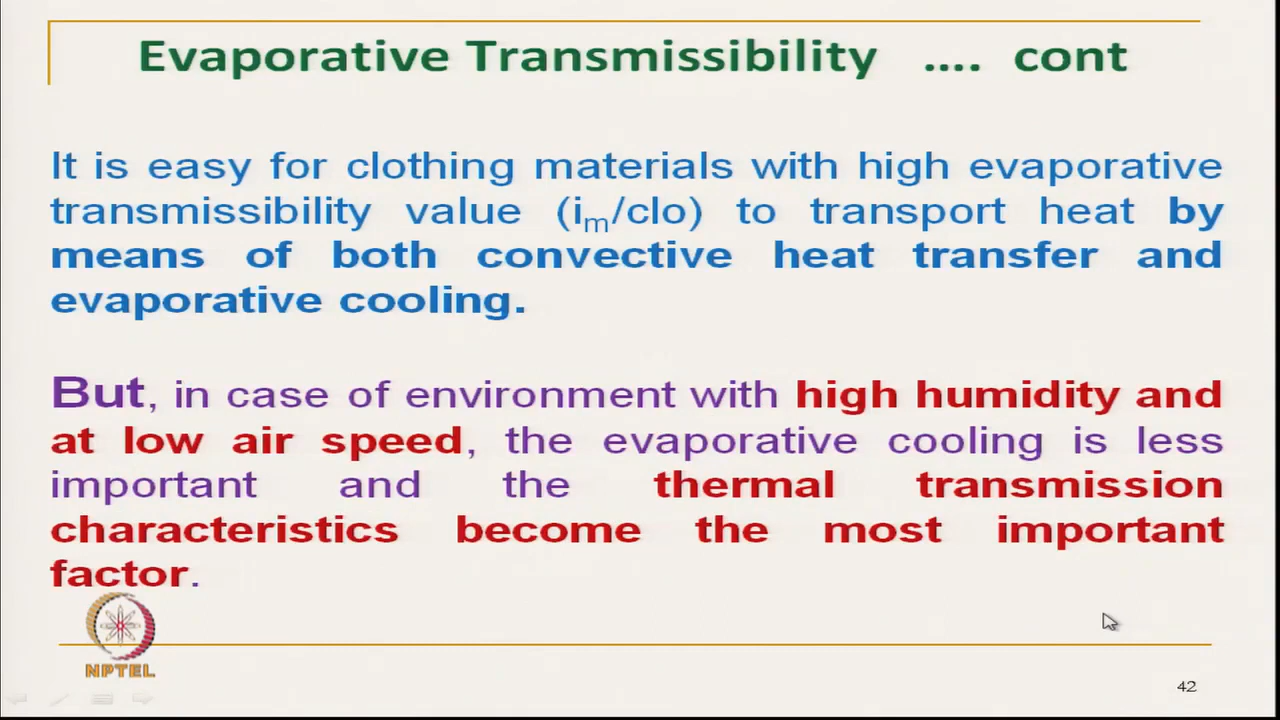 Evaporative Transmissibility .... cont
It is easy for clothing materials with high evaporative
transmissibility value (im/clo) to transport heat by
means of both convective heat transfer and
evaporative cooling.
But, in case of environment with high humidity and
at low air speed, the evaporative cooling is less
important and the thermal transmission
characteristics become the most important
factor.
NPTEL
42